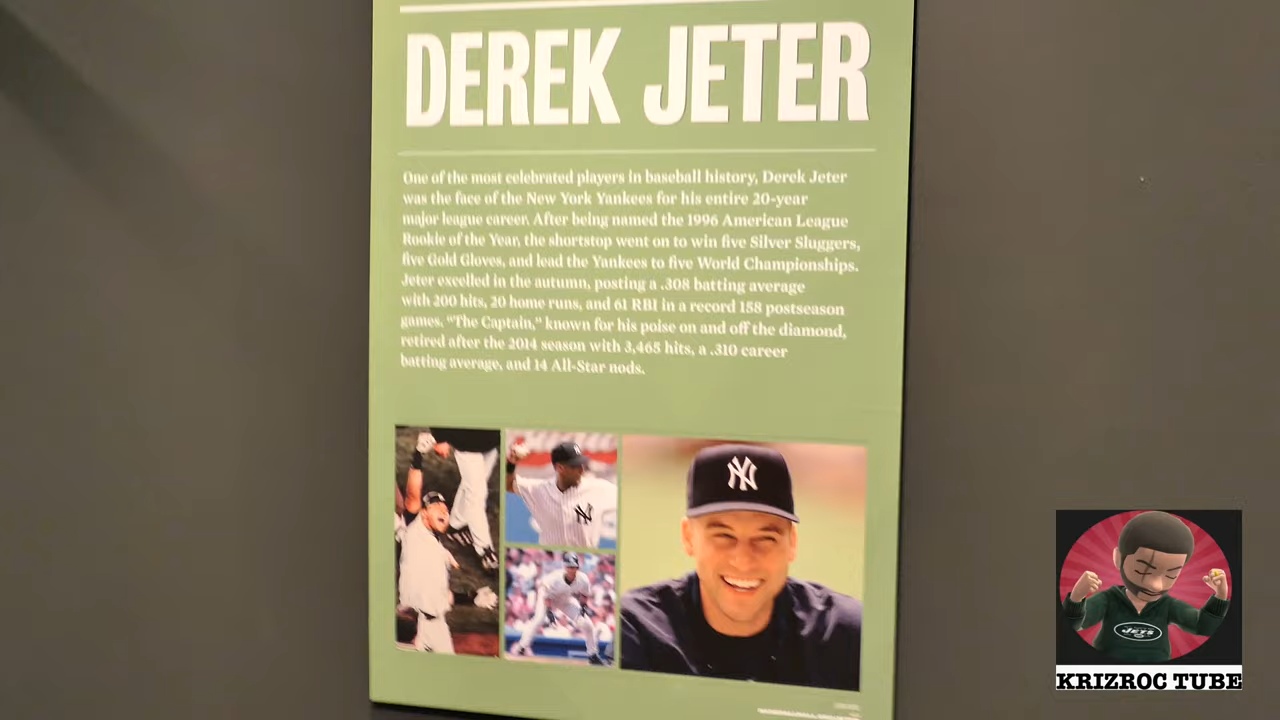 DEREK JETER
One of the most celebrated players in baseball history, Derek Jeter
was the face of the New York Yankees for his entire 20-year
major league career. After being named the 1996 American League
Rookie of the Year, the shortstop went on to win five Silver Sluggers,
five Gold Gloves, and lead the Yankees to five World Championships.
Jeter excelled in the autumn, posting a .308 batting average
with 200 hits, 20 home runs, and 61 RBI in a record 158 postseason
games. “The Captain,” known for his poise on and off the diamond,
retired after the 2014 season with 3,465 hits, a .310 career
batting average, and 14 All-Star nods.
NY
NY
JETS
KRIZROC TUBE